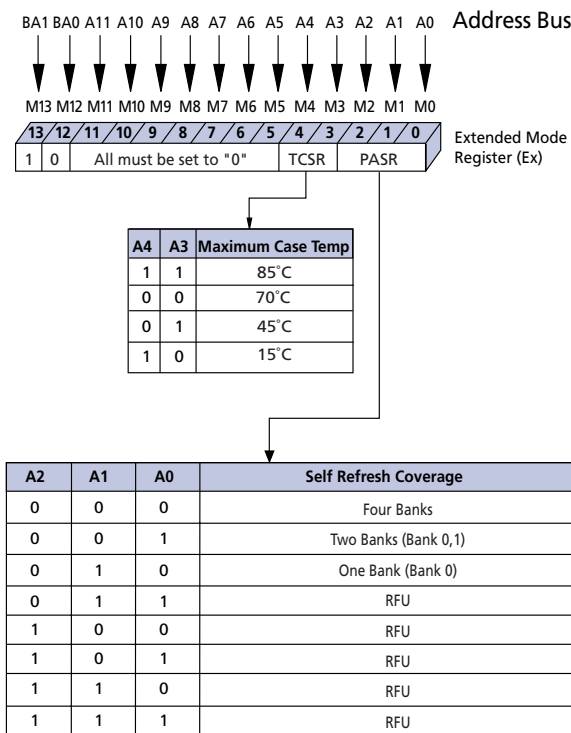 BA1 BA0 A11 A10 A9 A8 A7 A6 A5 A4 A3 A2 A1 A0 Address Bus
M13 M12 M11 M10 M9 M8 M7 M6 M5 M4 M3 M2 M1 M0
13 12 11 10 9 8 7 6 5 4 3 2 1 0
Extended Mode
Register (Ex)
1 0 All must be set to "0" TCSR PASR
A4 A3 Maximum Case Temp
1 1 85˚C
0 0 70˚C
0 1 45˚C
1 0 15˚C
A2 A1 A0 Self Refresh Coverage
0 0 0 Four Banks
0 0 1 Two Banks (Bank 0,1)
0 1 0 One Bank (Bank 0)
0 1 1 RFU
1 0 0 RFU
1 0 1 RFU
1 1 0 RFU
1 1 1 RFU